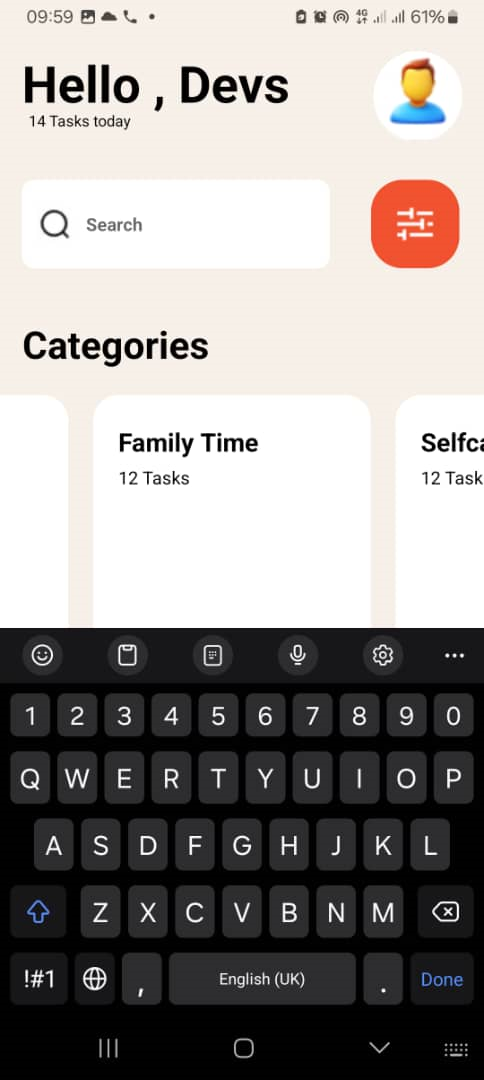 09:59 4G 61%
Hello , Devs
14 Tasks today
Search
Categories
Family Time Selfca
12 Tasks 12 Task
1 2 3 4 5 6 7 8 9 0
Q W E R T Y U I O P
A S D F G H J K L
Z X C V B N M
!#1 , English (UK) . Done